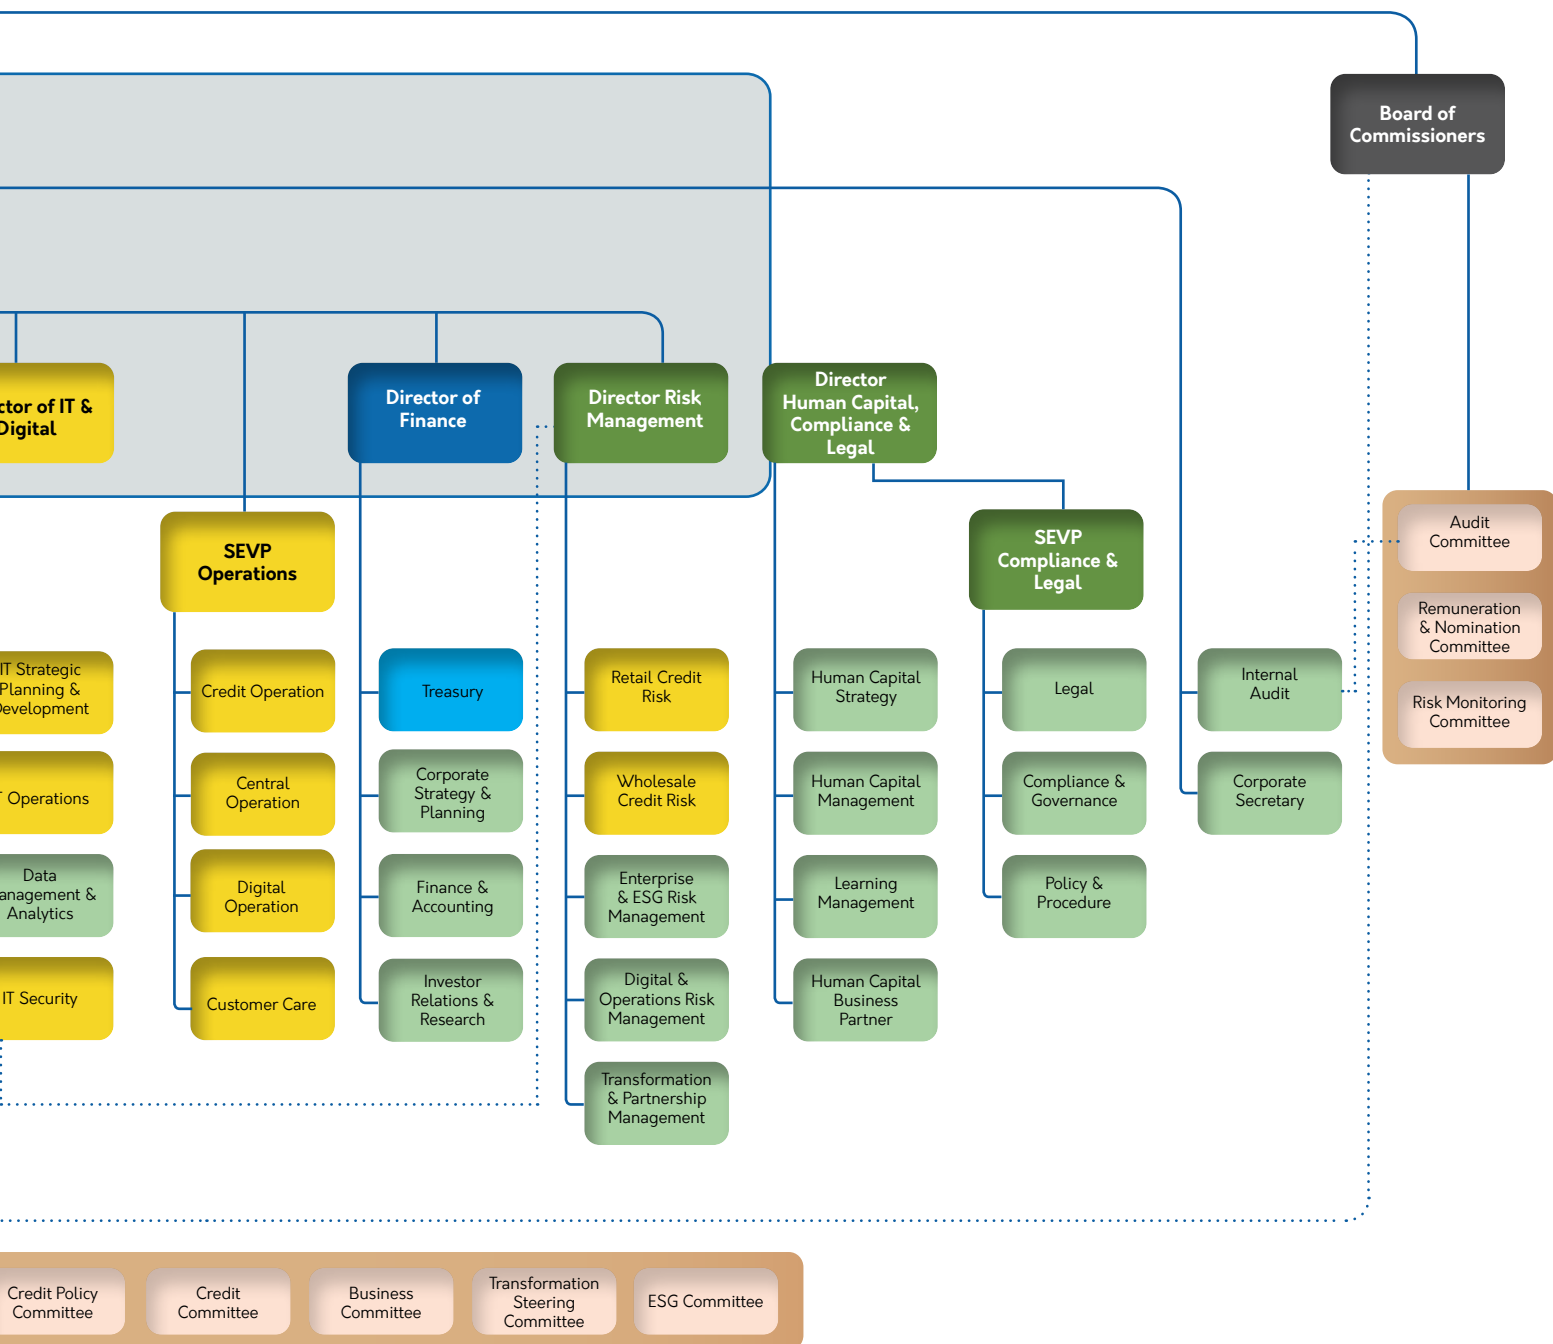 Board of
Commissioners
ctor of IT &
Digital
Director of
Finance
Director Risk
Management
Director
Human Capital,
Compliance &
Legal
SEVP
Operations
SEVP
Compliance &
Legal
Audit
Committee
Remuneration
& Nomination
Committee
Risk Monitoring
Committee
IT Strategic
Planning &
Development
Credit Operation
Treasury
Retail Credit
Risk
Human Capital
Strategy
Legal
Internal
Audit
T Operations
Central
Operation
Corporate
Strategy &
Planning
Wholesale
Credit Risk
Human Capital
Management
Compliance &
Governance
Corporate
Secretary
Data
anagement &
Analytics
Digital
Operation
Finance &
Accounting
Enterprise
& ESG Risk
Management
Learning
Management
Policy &
Procedure
IT Security
Customer Care
Investor
Relations &
Research
Digital &
Operations Risk
Management
Human Capital
Business
Partner
Transformation
& Partnership
Management
Credit Policy
Committee
Credit
Committee
Business
Committee
Transformation
Steering
Committee
ESG Committee